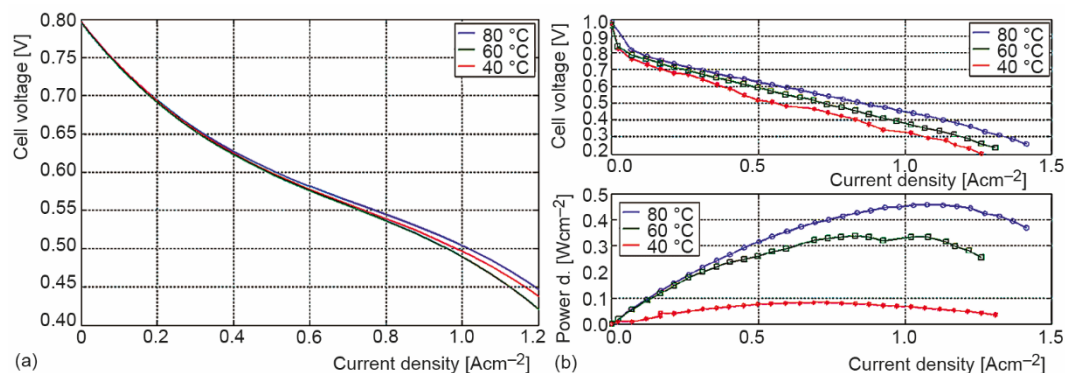 0.80
0.75
0.70
0.65
0.60
0.55
0.50
0.45
0.40
Cell voltage [V]
80 °C
60 °C
40 °C
0 0.2 0.4 0.6 0.8 1.0 1.2
(a) Current density [Acm⁻²]
1.0
0.9
0.8
0.7
0.6
0.5
0.4
0.3
0.2
Cell voltage [V]
80 °C
60 °C
40 °C
0.0 0.5 1.0 1.5
Current density [Acm⁻²]
0.5
0.4
0.3
0.2
0.1
0.0
Power d. [Wcm⁻²]
80 °C
60 °C
40 °C
0.0 0.5 1.0 1.5
(b) Current density [Acm⁻²]